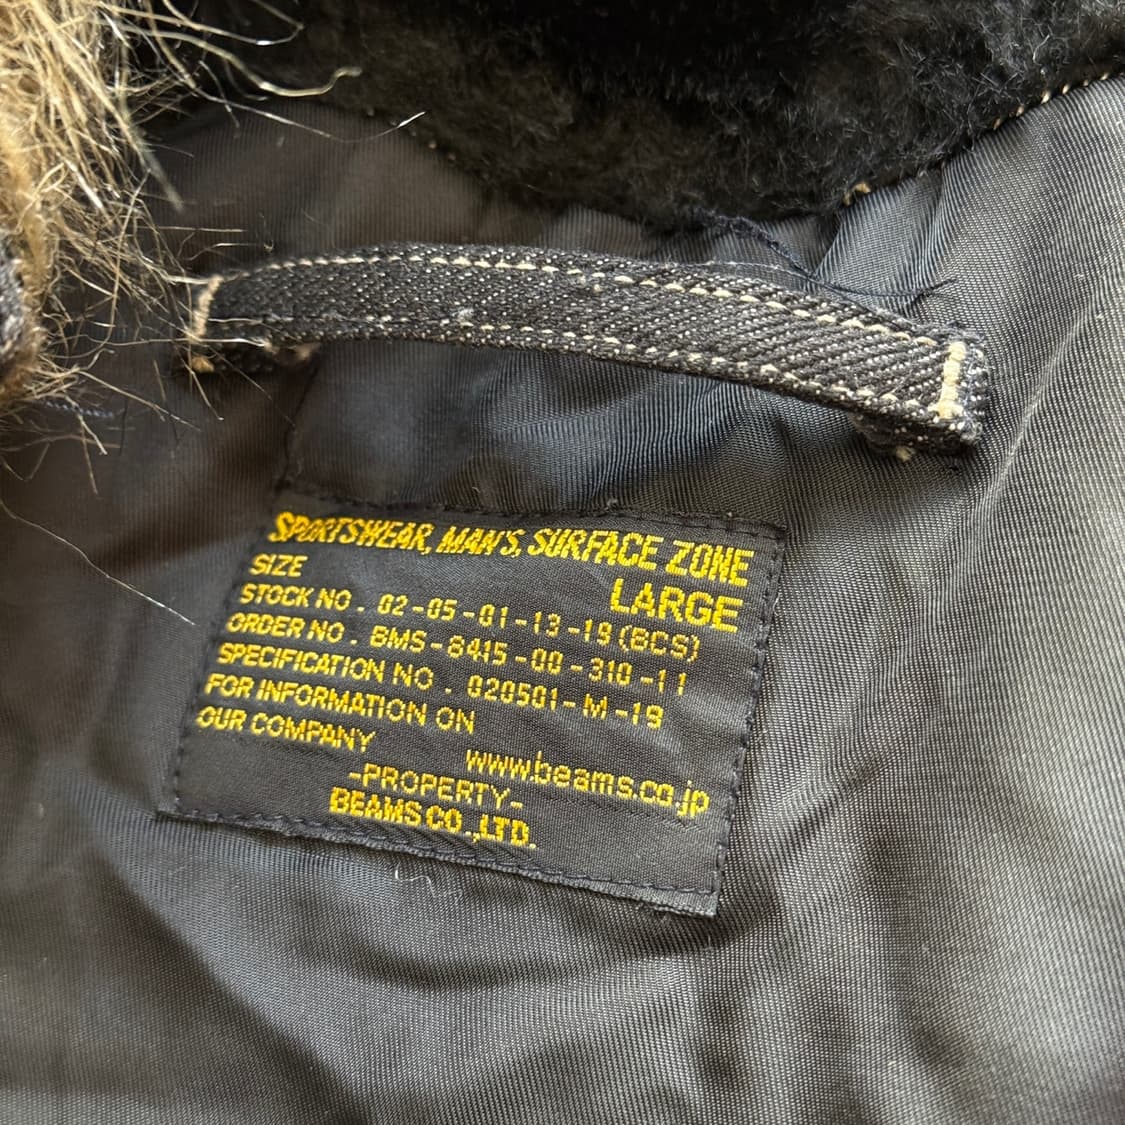 SPORTSWEAR, MAN'S, SURFACE ZONE
SIZE LARGE
STOCK NO. 02-05-01-13-19 (BCS)
ORDER NO. BMS-8415-00-310-11
SPECIFICATION NO. 020501-M-19
FOR INFORMATION ON
OUR COMPANY www.beams.co.jp
-PROPERTY-
BEAMS CO.,LTD.